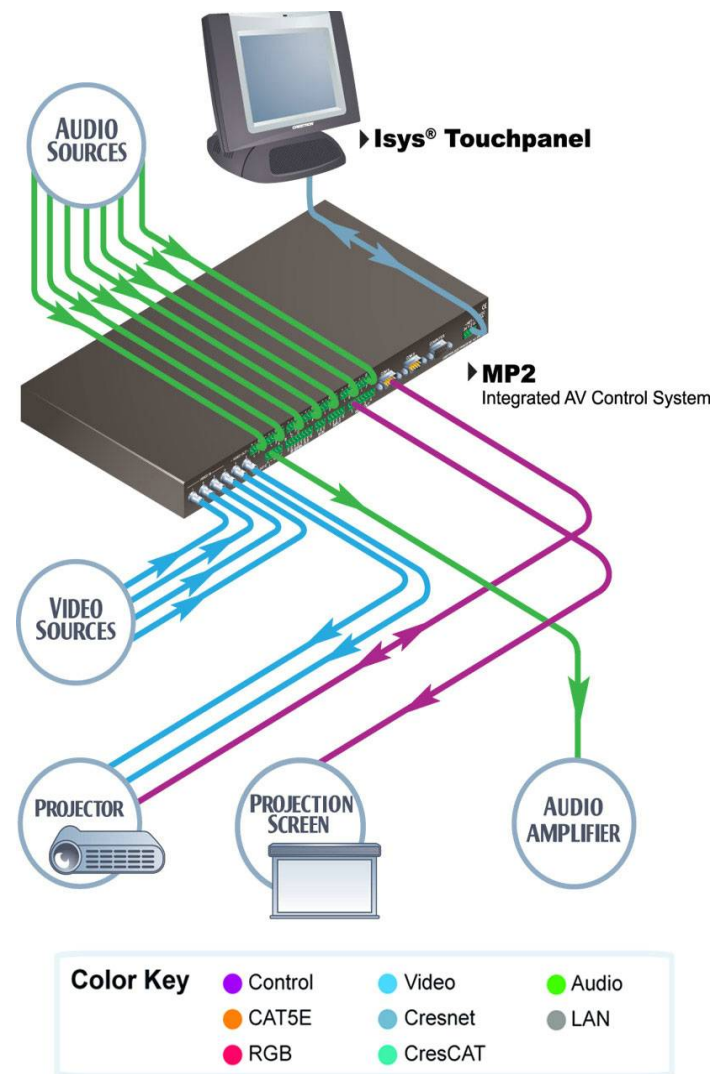 AUDIO
SOURCES
Isys® Touchpanel
MP2
Integrated AV Control System
VIDEO
SOURCES
PROJECTOR
PROJECTION
SCREEN
AUDIO
AMPLIFIER
Color Key
Control
Video
Audio
CAT5E
Cresnet
LAN
RGB
CresCAT